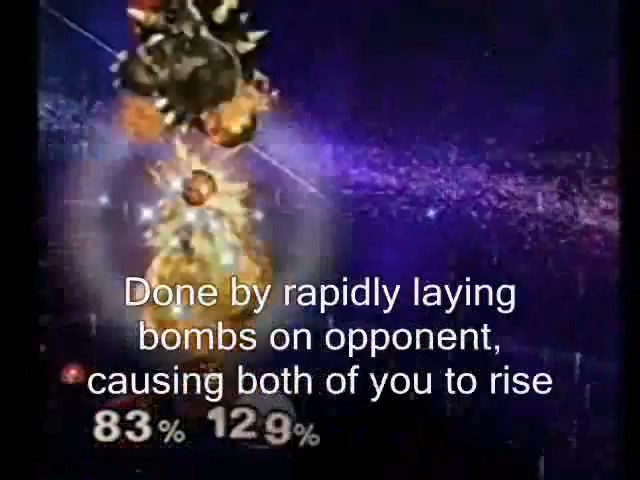 Done by rapidly laying
bombs on opponent,
causing both of you to rise
83% 129%